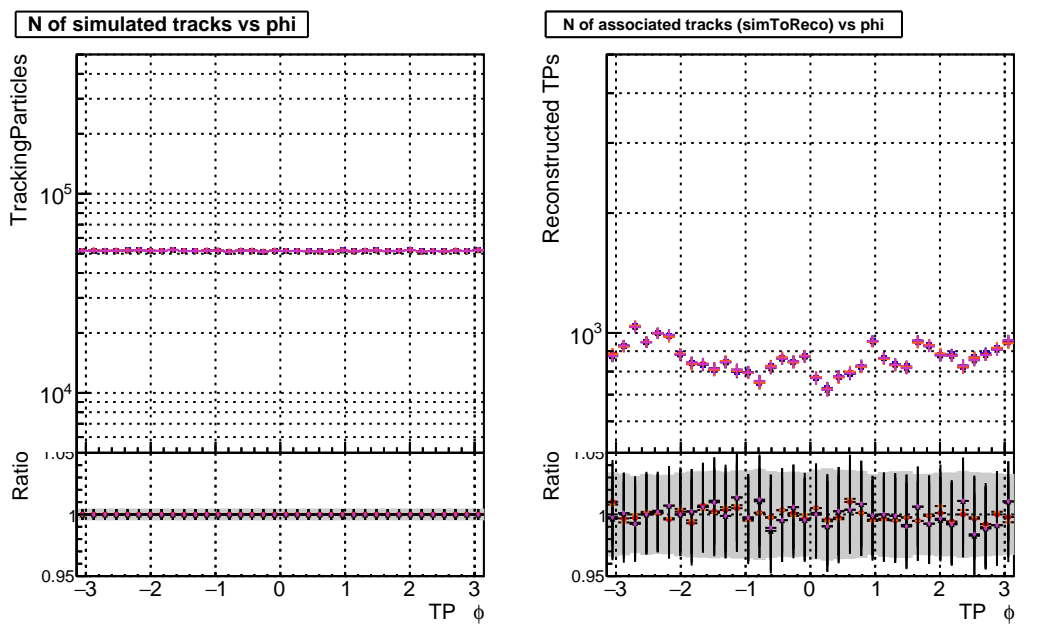 N of simulated tracks vs phi
TrackingParticles
10^5
10^4
1.05
Ratio
1
0.95
−3 −2 −1 0 1 2 3
TP ϕ
N of associated tracks (simToReco) vs phi
Reconstructed TPs
10^3
1.05
Ratio
1
0.95
−3 −2 −1 0 1 2 3
TP ϕ